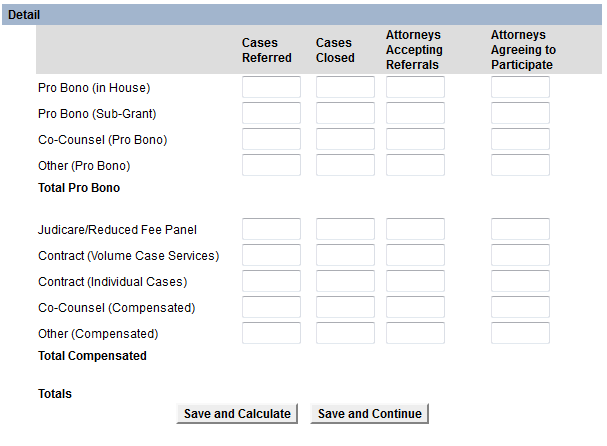 Detail
Cases Referred
Cases Closed
Attorneys Accepting Referrals
Attorneys Agreeing to Participate
Pro Bono (in House)
Pro Bono (Sub-Grant)
Co-Counsel (Pro Bono)
Other (Pro Bono)
Total Pro Bono
Judicare/Reduced Fee Panel
Contract (Volume Case Services)
Contract (Individual Cases)
Co-Counsel (Compensated)
Other (Compensated)
Total Compensated
Totals
Save and Calculate Save and Continue